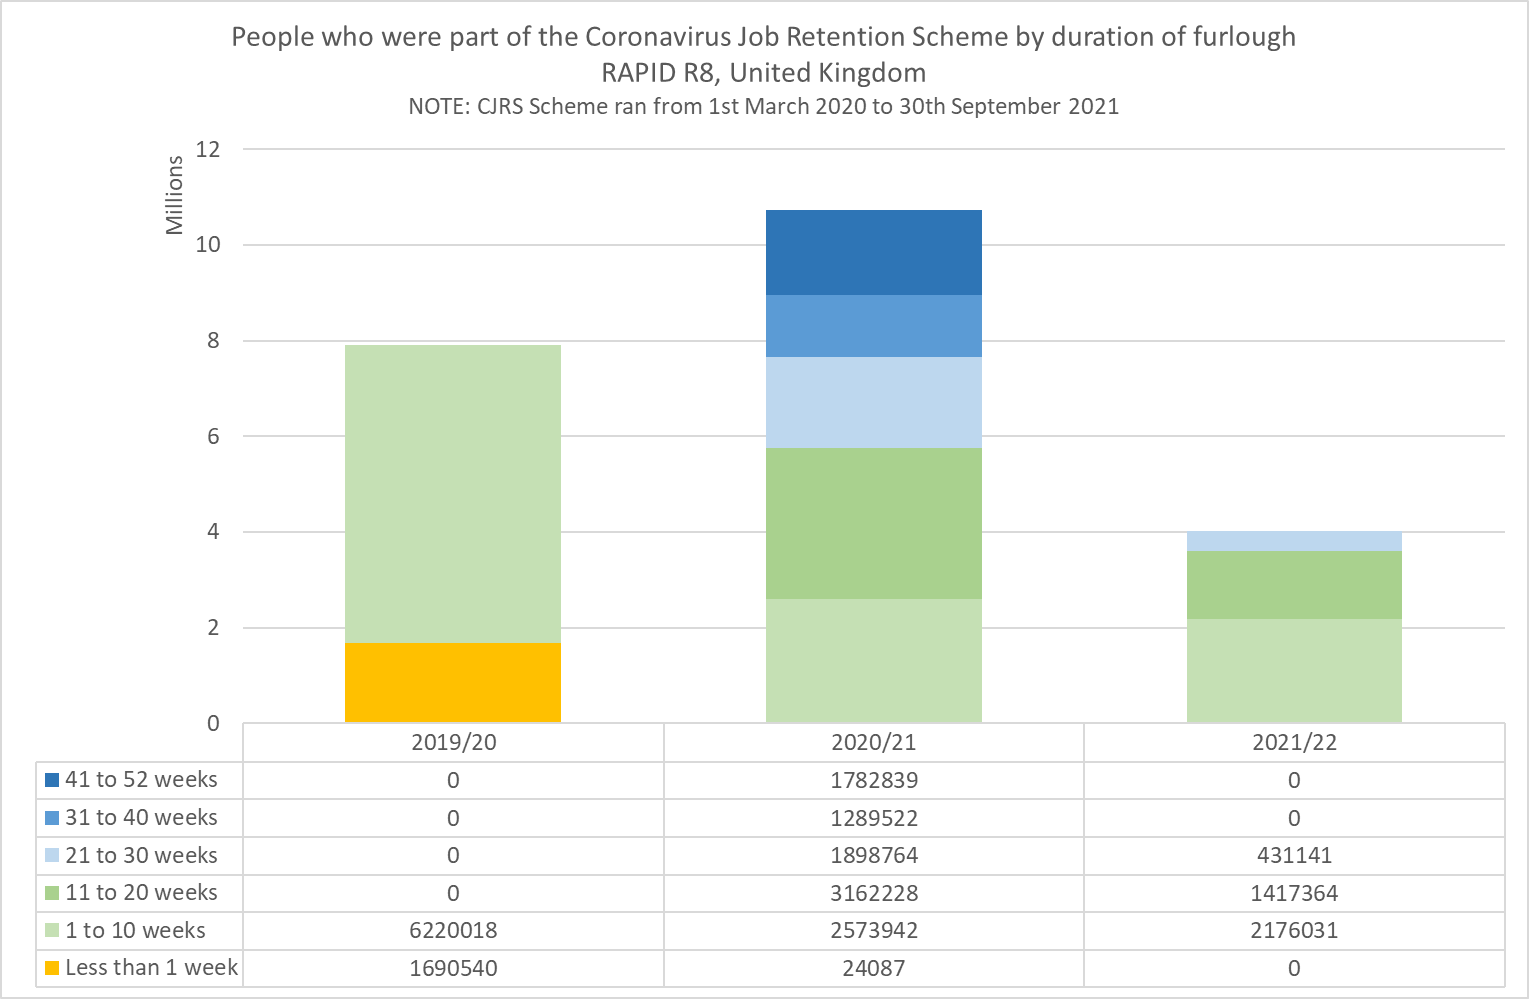 People who were part of the Coronavirus Job Retention Scheme by duration of furlough
RAPID R8, United Kingdom
NOTE: CJRS Scheme ran from 1st March 2020 to 30th September 2021
Millions
12
10
8
6
4
2
0
2019/20 2020/21 2021/22
41 to 52 weeks 0 1782839 0
31 to 40 weeks 0 1289522 0
21 to 30 weeks 0 1898764 431141
11 to 20 weeks 0 3162228 1417364
1 to 10 weeks 6220018 2573942 2176031
Less than 1 week 1690540 24087 0